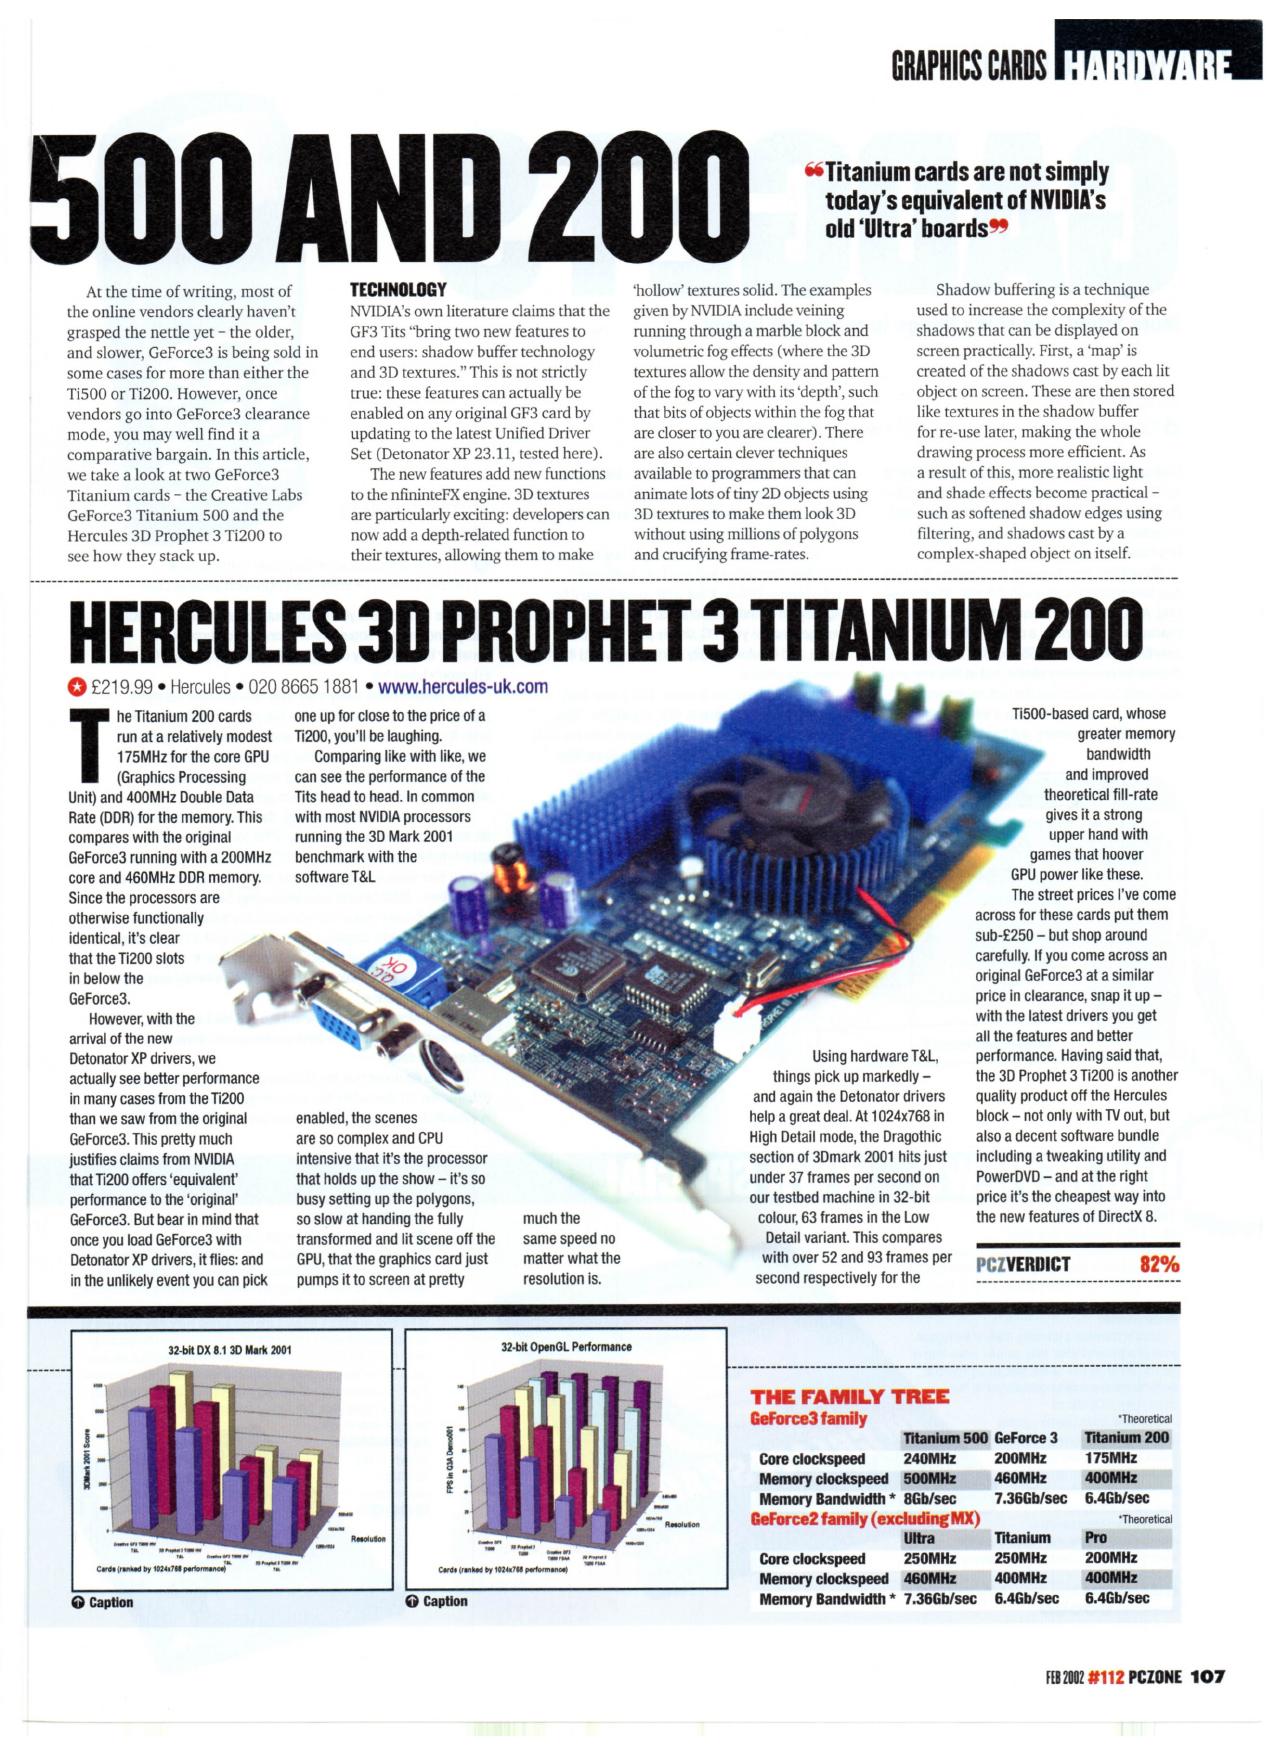 GRAPHICS CARDS HARDWARE
500 AND 200
“Titanium cards are not simply
today's equivalent of NVIDIA's
old 'Ultra' boards”
At the time of writing, most of
the online vendors clearly haven't
grasped the nettle yet – the older,
and slower, GeForce3 is being sold in
some cases for more than either the
Ti500 or Ti200. However, once
vendors go into GeForce3 clearance
mode, you may well find it a
comparative bargain. In this article,
we take a look at two GeForce3
Titanium cards – the Creative Labs
GeForce3 Titanium 500 and the
Hercules 3D Prophet 3 Ti200 to
see how they stack up.
TECHNOLOGY
NVIDIA's own literature claims that the
GF3 Tits “bring two new features to
end users: shadow buffer technology
and 3D textures.” This is not strictly
true: these features can actually be
enabled on any original GF3 card by
updating to the latest Unified Driver
Set (Detonator XP 23.11, tested here).
The new features add new functions
to the nfininteFX engine. 3D textures
are particularly exciting: developers can
now add a depth-related function to
their textures, allowing them to make
'hollow' textures solid. The examples
given by NVIDIA include veining
running through a marble block and
volumetric fog effects (where the 3D
textures allow the density and pattern
of the fog to vary with its 'depth', such
that bits of objects within the fog that
are closer to you are clearer). There
are also certain clever techniques
available to programmers that can
animate lots of tiny 2D objects using
3D textures to make them look 3D
without using millions of polygons
and crucifying frame-rates.
Shadow buffering is a technique
used to increase the complexity of the
shadows that can be displayed on
screen practically. First, a 'map' is
created of the shadows cast by each lit
object on screen. These are then stored
like textures in the shadow buffer
for re-use later, making the whole
drawing process more efficient. As
a result of this, more realistic light
and shade effects become practical –
such as softened shadow edges using
filtering, and shadows cast by a
complex-shaped object on itself.
HERCULES 3D PROPHET 3 TITANIUM 200
£219.99 • Hercules • 020 8665 1881 • www.hercules-uk.com
The Titanium 200 cards
run at a relatively modest
175MHz for the core GPU
(Graphics Processing
Unit) and 400MHz Double Data
Rate (DDR) for the memory. This
compares with the original
GeForce3 running with a 200MHz
core and 460MHz DDR memory.
Since the processors are
otherwise functionally
identical, it's clear
that the Ti200 slots
in below the
GeForce3.
However, with the
arrival of the new
Detonator XP drivers, we
actually see better performance
in many cases from the Ti200
than we saw from the original
GeForce3. This pretty much
justifies claims from NVIDIA
that Ti200 offers 'equivalent'
performance to the 'original'
GeForce3. But bear in mind that
once you load GeForce3 with
Detonator XP drivers, it flies: and
in the unlikely event you can pick
one up for close to the price of a
Ti200, you'll be laughing.
Comparing like with like, we
can see the performance of the
Tits head to head. In common
with most NVIDIA processors
running the 3D Mark 2001
benchmark with the
software T&L
enabled, the scenes
are so complex and CPU
intensive that it's the processor
that holds up the show – it's so
busy setting up the polygons,
so slow at handing the fully
transformed and lit scene off the
GPU, that the graphics card just
pumps it to screen at pretty
much the
same speed no
matter what the
resolution is.
Using hardware T&L,
things pick up markedly –
and again the Detonator drivers
help a great deal. At 1024x768 in
High Detail mode, the Dragothic
section of 3Dmark 2001 hits just
under 37 frames per second on
our testbed machine in 32-bit
colour, 63 frames in the Low
Detail variant. This compares
with over 52 and 93 frames per
second respectively for the
Ti500-based card, whose
greater memory
bandwidth
and improved
theoretical fill-rate
gives it a strong
upper hand with
games that hoover
GPU power like these.
The street prices I've come
across for these cards put them
sub-£250 – but shop around
carefully. If you come across an
original GeForce3 at a similar
price in clearance, snap it up –
with the latest drivers you get
all the features and better
performance. Having said that,
the 3D Prophet 3 Ti200 is another
quality product off the Hercules
block – not only with TV out, but
also a decent software bundle
including a tweaking utility and
PowerDVD – and at the right
price it's the cheapest way into
the new features of DirectX 8.
PCZVERDICT 82%
Q.C OK
32-bit DX 8.1 3D Mark 2001
3DMark 2001 Score
Resolution
Cards (ranked by 1024x768 performance)
Caption
32-bit OpenGL Performance
FPS in Q3A Demo001
Resolution
Cards (ranked by 1024x768 performance)
Caption
THE FAMILY TREE
GeForce3 family *Theoretical
Titanium 500 GeForce 3 Titanium 200
Core clockspeed 240MHz 200MHz 175MHz
Memory clockspeed 500MHz 460MHz 400MHz
Memory Bandwidth * 8Gb/sec 7.36Gb/sec 6.4Gb/sec
GeForce2 family (excluding MX) *Theoretical
Ultra Titanium Pro
Core clockspeed 250MHz 250MHz 200MHz
Memory clockspeed 460MHz 400MHz 400MHz
Memory Bandwidth * 7.36Gb/sec 6.4Gb/sec 6.4Gb/sec
FEB 2002 #112 PCZONE 107